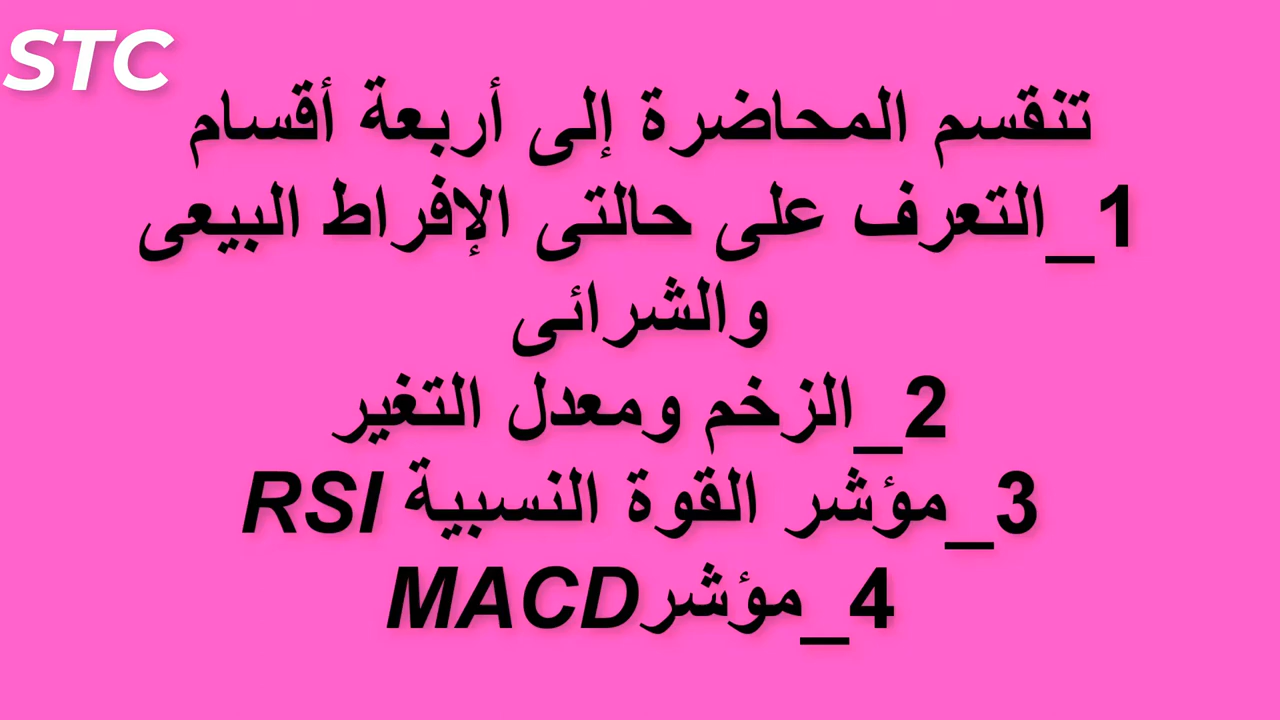 STC
تنقسم المحاضرة إلى أربعة أقسام
1_التعرف على حالتى الإفراط البيعى
والشرائى
2_الزخم ومعدل التغير
3_مؤشر القوة النسبية RSI
4_مؤشرMACD